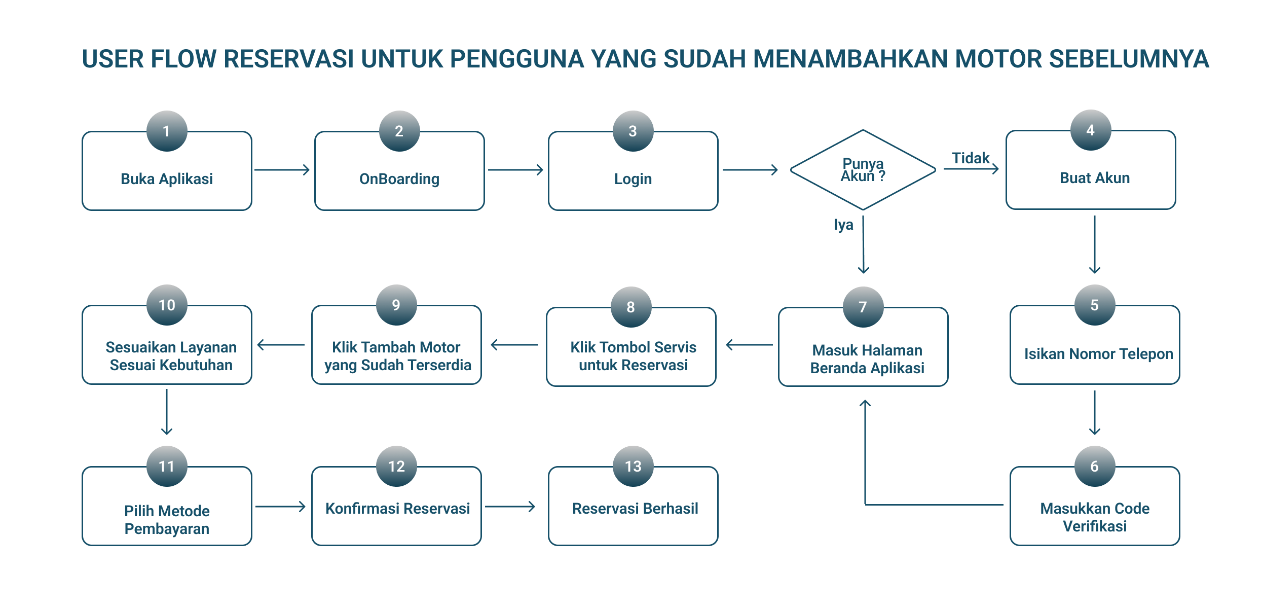 USER FLOW RESERVASI UNTUK PENGGUNA YANG SUDAH MENAMBAHKAN MOTOR SEBELUMNYA
1
Buka Aplikasi
2
OnBoarding
3
Login
Punya
Akun ?
Tidak
Iya
4
Buat Akun
5
Isikan Nomor Telepon
6
Masukkan Code
Verifikasi
7
Masuk Halaman
Beranda Aplikasi
8
Klik Tombol Servis
untuk Reservasi
9
Klik Tambah Motor
yang Sudah Terserdia
10
Sesuaikan Layanan
Sesuai Kebutuhan
11
Pilih Metode
Pembayaran
12
Konfirmasi Reservasi
13
Reservasi Berhasil